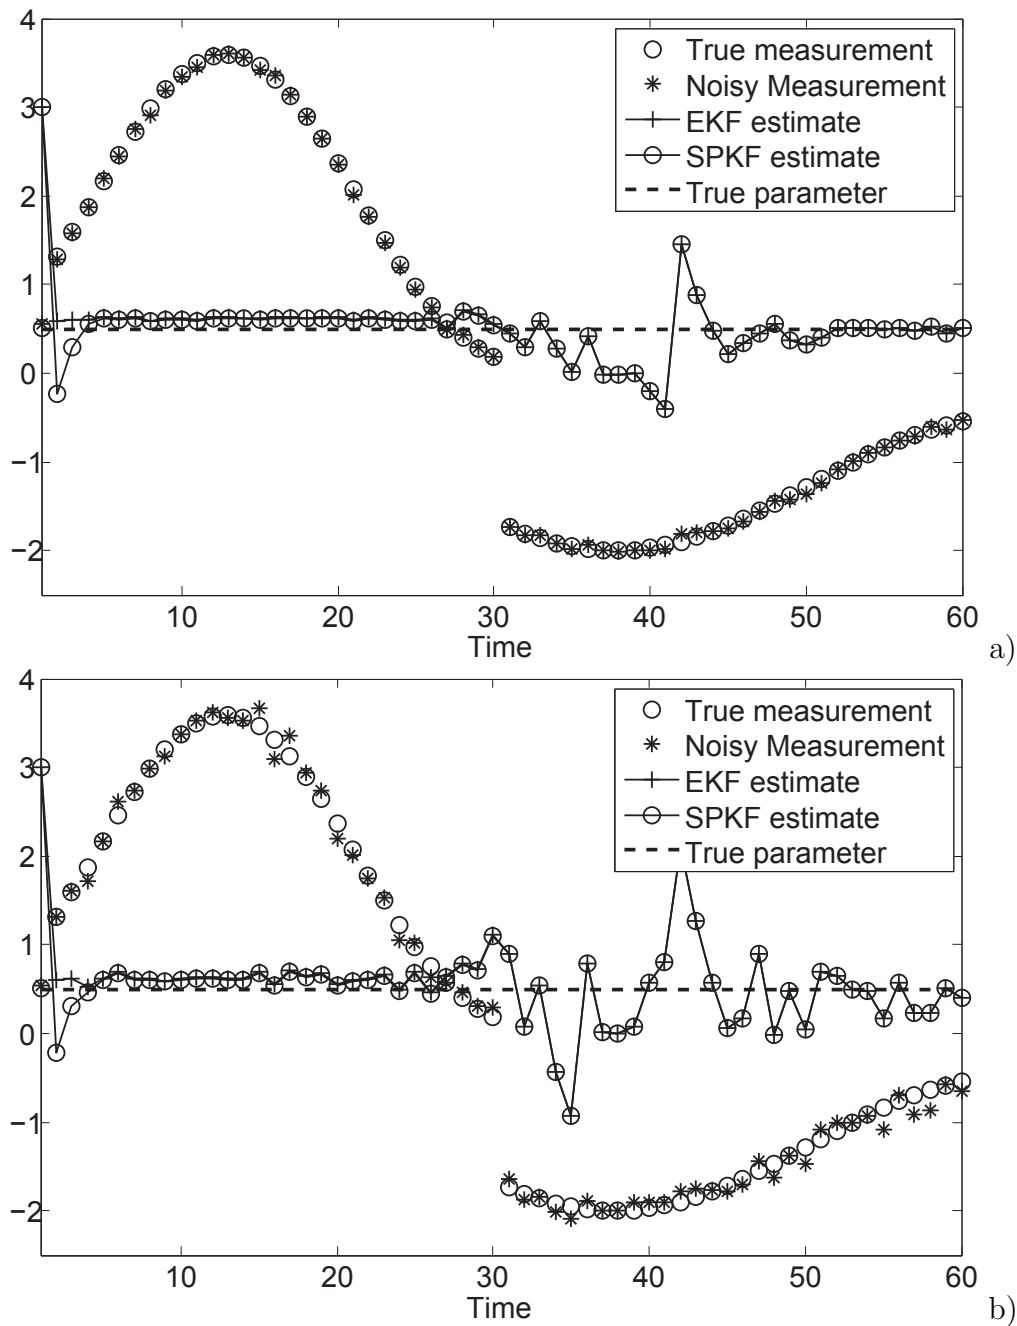 4
3
2
1
0
−1
−2
True measurement
Noisy Measurement
EKF estimate
SPKF estimate
True parameter
10 20 30 40 50 60
Time
a)
4
3
2
1
0
−1
−2
True measurement
Noisy Measurement
EKF estimate
SPKF estimate
True parameter
10 20 30 40 50 60
Time
b)